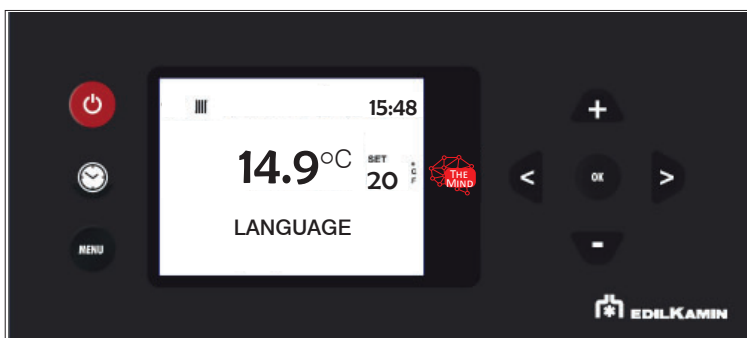 15:48
14.9°C
SET
20
°C
F
LANGUAGE
MENU
THE
MIND
+
<
OK
>
-
EDILKAMIN